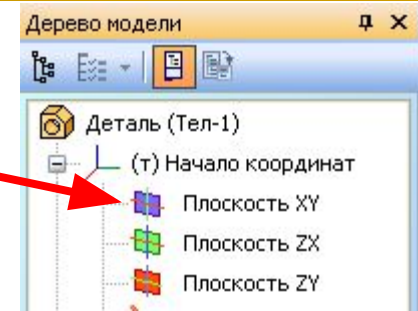 Дерево модели
Деталь (Тел-1)
(т) Начало координат
Плоскость XY
Плоскость ZX
Плоскость ZY